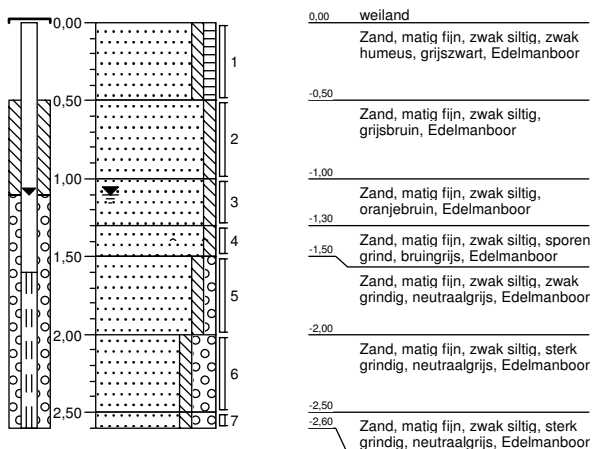 0,00
0,50
1,00
1,50
2,00
2,50
1
2
3
4
5
6
7
0,00 weiland
Zand, matig fijn, zwak siltig, zwak
humeus, grijszwart, Edelmanboor
-0,50
Zand, matig fijn, zwak siltig,
grijsbruin, Edelmanboor
-1,00
Zand, matig fijn, zwak siltig,
oranjebruin, Edelmanboor
-1,30
Zand, matig fijn, zwak siltig, sporen
grind, bruingrijs, Edelmanboor
-1,50
Zand, matig fijn, zwak siltig, zwak
grindig, neutraalgrijs, Edelmanboor
-2,00
Zand, matig fijn, zwak siltig, sterk
grindig, neutraalgrijs, Edelmanboor
-2,50
-2,60
Zand, matig fijn, zwak siltig, sterk
grindig, neutraalgrijs, Edelmanboor